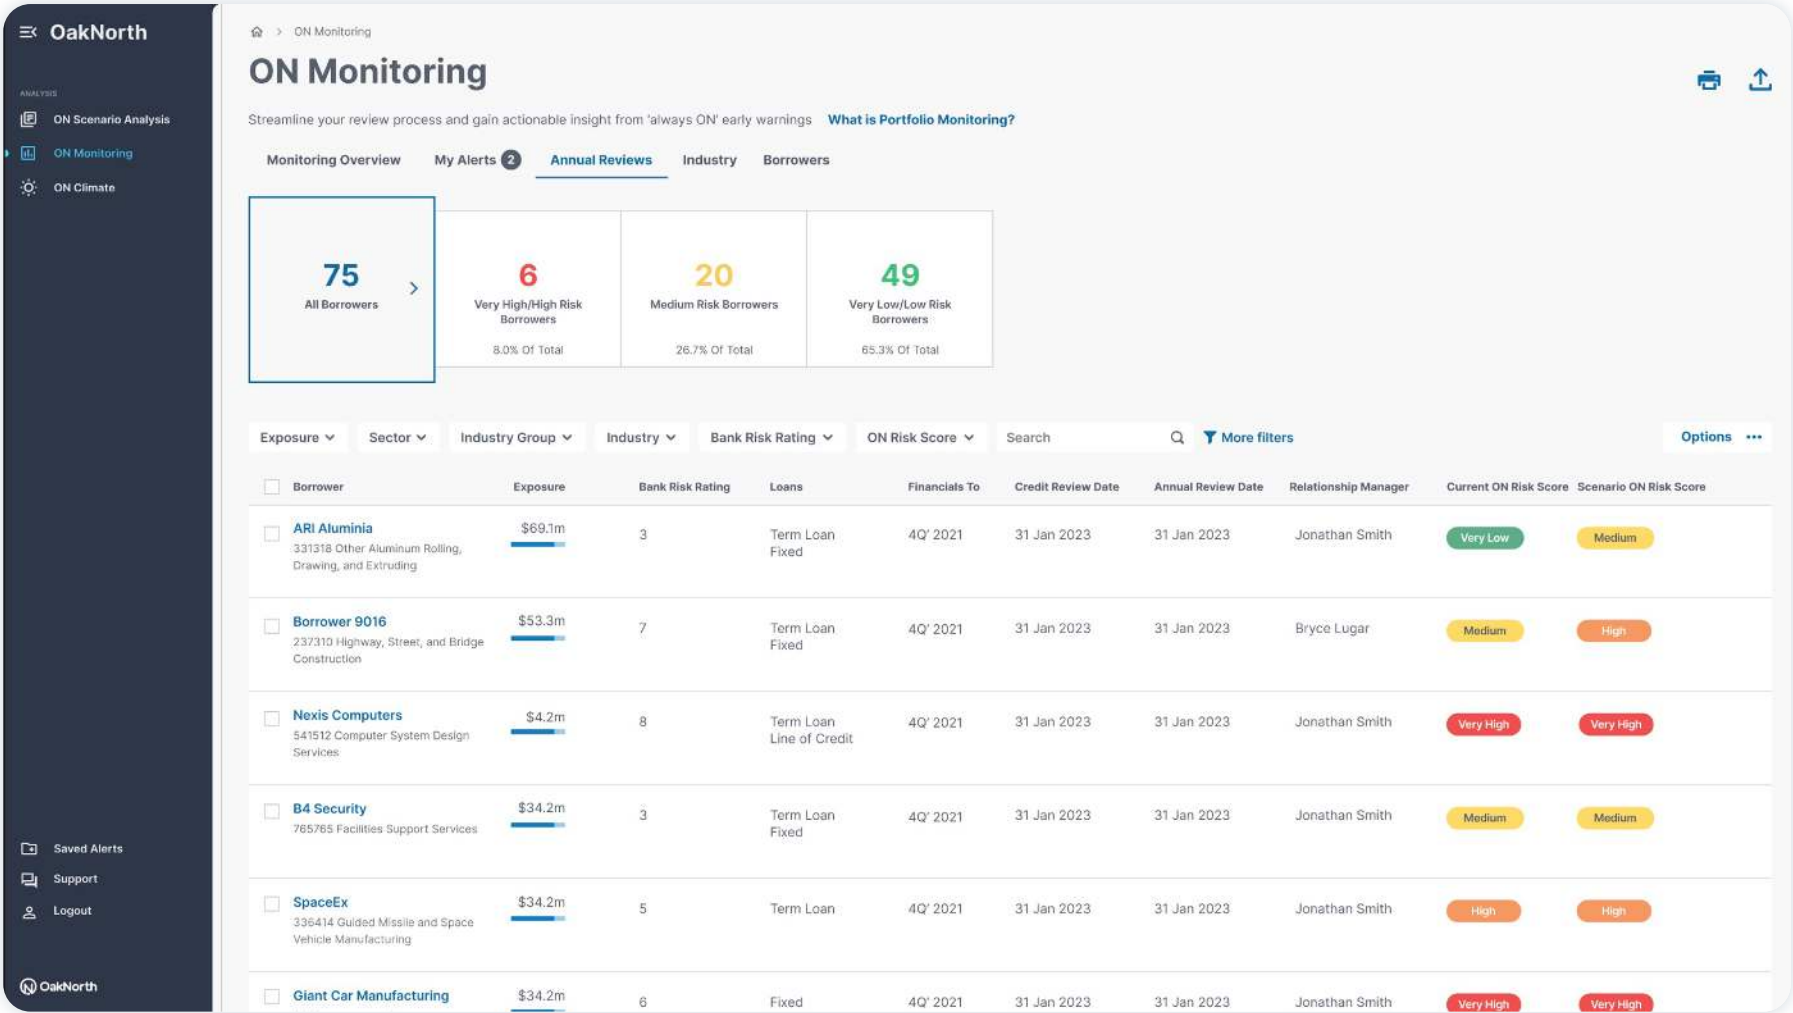 OakNorth
ANALYSIS
ON Scenario Analysis
ON Monitoring
ON Climate
Saved Alerts
Support
Logout
OakNorth
> ON Monitoring
ON Monitoring
Streamline your review process and gain actionable insight from 'always ON' early warnings What is Portfolio Monitoring?
Monitoring Overview My Alerts 2 Annual Reviews Industry Borrowers
75
All Borrowers
6
Very High/High Risk
Borrowers
8.0% Of Total
20
Medium Risk Borrowers
26.7% Of Total
49
Very Low/Low Risk
Borrowers
65.3% Of Total
Exposure Sector Industry Group Industry Bank Risk Rating ON Risk Score Search More filters Options
Borrower Exposure Bank Risk Rating Loans Financials To Credit Review Date Annual Review Date Relationship Manager Current ON Risk Score Scenario ON Risk Score
ARI Aluminia $69.1m 3 Term Loan 4Q' 2021 31 Jan 2023 31 Jan 2023 Jonathan Smith Very Low Medium
331318 Other Aluminum Rolling, Fixed
Drawing, and Extruding
Borrower 9016 $53.3m 7 Term Loan 4Q' 2021 31 Jan 2023 31 Jan 2023 Bryce Lugar Medium High
237310 Highway, Street, and Bridge Fixed
Construction
Nexis Computers $4.2m 8 Term Loan 4Q' 2021 31 Jan 2023 31 Jan 2023 Jonathan Smith Very High Very High
541512 Computer System Design Line of Credit
Services
B4 Security $34.2m 3 Term Loan 4Q' 2021 31 Jan 2023 31 Jan 2023 Jonathan Smith Medium Medium
765765 Facilities Support Services Fixed
SpaceEx $34.2m 5 Term Loan 4Q' 2021 31 Jan 2023 31 Jan 2023 Jonathan Smith High High
336414 Guided Missile and Space
Vehicle Manufacturing
Giant Car Manufacturing $34.2m 6 Fixed 4Q' 2021 31 Jan 2023 31 Jan 2023 Jonathan Smith Very High Very High